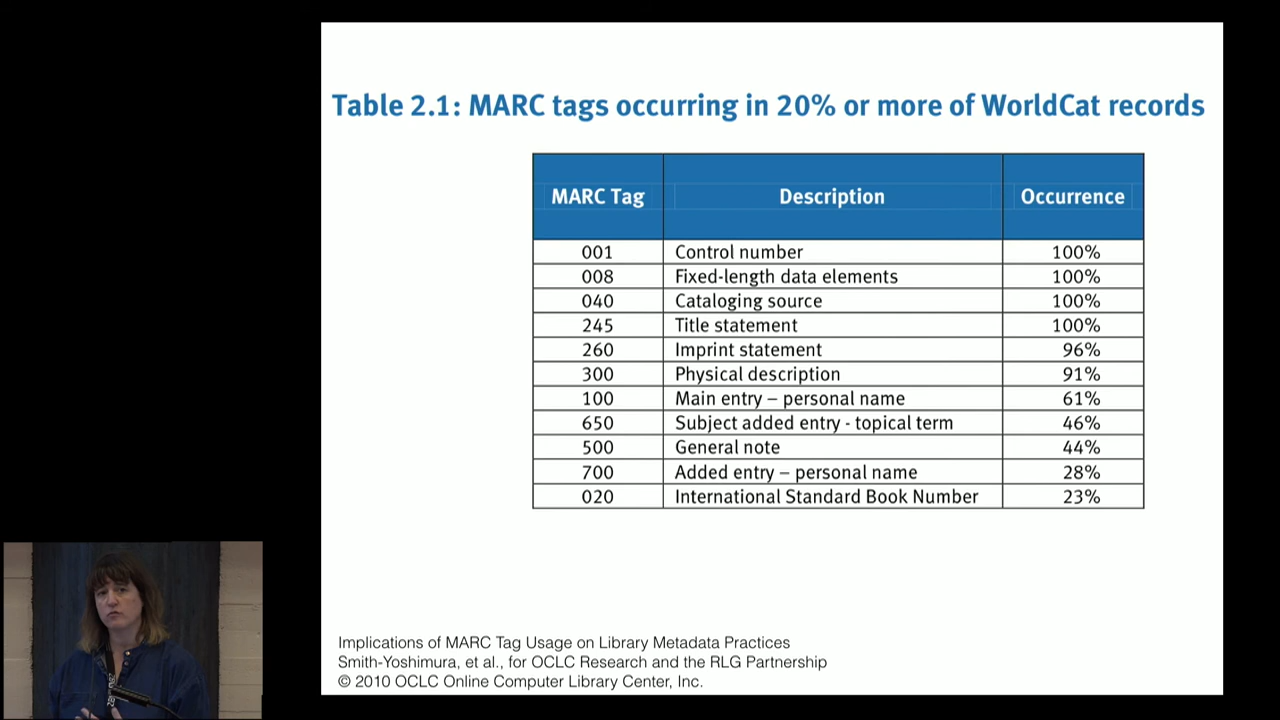 Table 2.1: MARC tags occurring in 20% or more of WorldCat records
MARC Tag Description Occurrence
001 Control number 100%
008 Fixed-length data elements 100%
040 Cataloging source 100%
245 Title statement 100%
260 Imprint statement 96%
300 Physical description 91%
100 Main entry – personal name 61%
650 Subject added entry - topical term 46%
500 General note 44%
700 Added entry – personal name 28%
020 International Standard Book Number 23%
Implications of MARC Tag Usage on Library Metadata Practices
Smith-Yoshimura, et al., for OCLC Research and the RLG Partnership
© 2010 OCLC Online Computer Library Center, Inc.